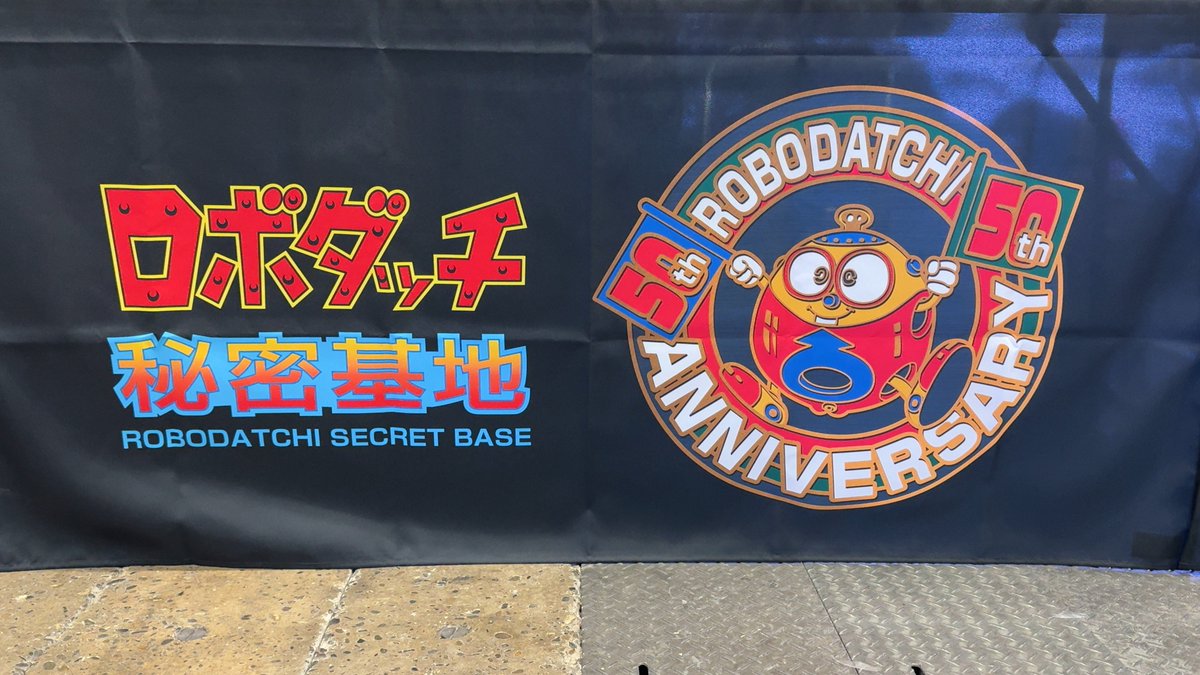 ロボダッチ
秘密基地
ROBODATCHI SECRET BASE
ROBODATCHI
50th
50th
ANNIVERSARY